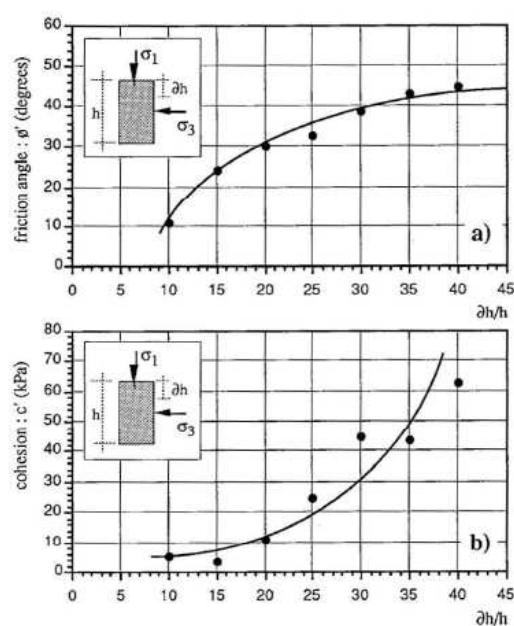 60
50
40
30
20
10
0
friction angle : ø' (degrees)
σ1
h
∂h
σ3
a)
0 5 10 15 20 25 30 35 40 45
∂h/h
80
70
60
50
40
30
20
10
0
cohesion : c' (kPa)
σ1
h
∂h
σ3
b)
0 5 10 15 20 25 30 35 40 45
∂h/h